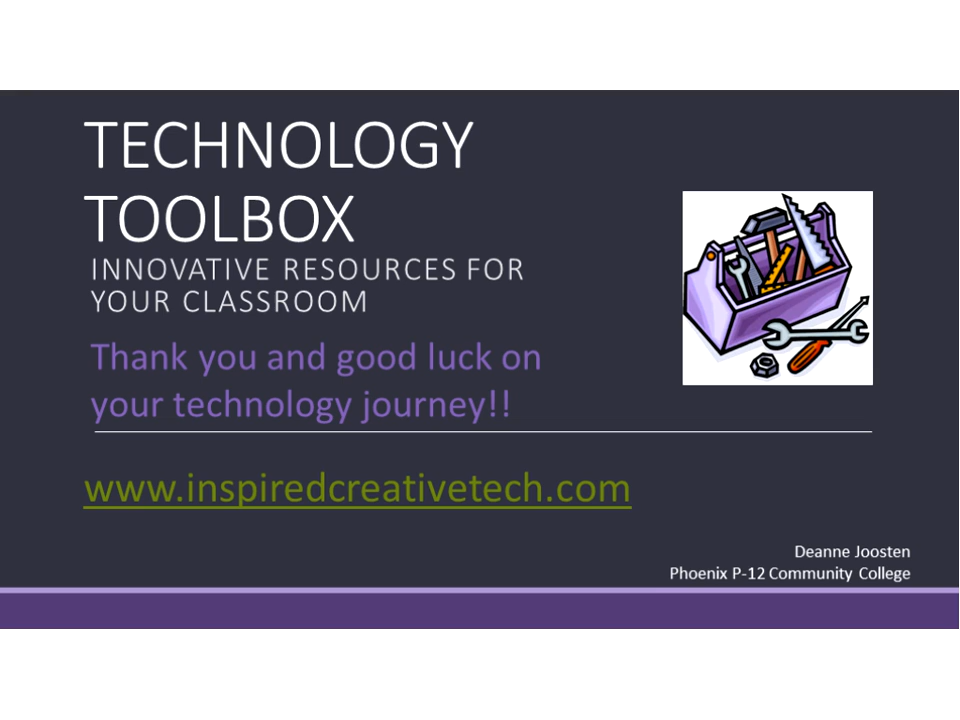 TECHNOLOGY
TOOLBOX
INNOVATIVE RESOURCES FOR
YOUR CLASSROOM
Thank you and good luck on
your technology journey!!
www.inspiredcreativetech.com
Deanne Joosten
Phoenix P-12 Community College